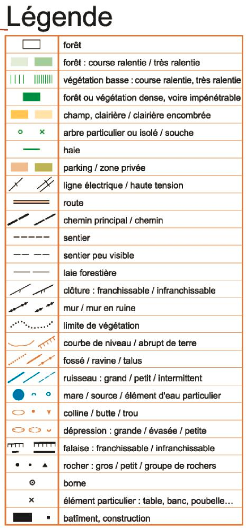 Légende
forêt
forêt : course ralentie / très ralentie
végétation basse : course ralentie, très ralentie
forêt ou végétation dense, voire impénétrable
champ, clairière / clairière encombrée
arbre particulier ou isolé / souche
haie
parking / zone privée
ligne électrique / haute tension
route
chemin principal / chemin
sentier
sentier peu visible
laie forestière
clôture : franchissable / infranchissable
mur / mur en ruine
limite de végétation
courbe de niveau / abrupt de terre
fossé / ravine / talus
ruisseau : grand / petit / intermittent
mare / source / élément d'eau particulier
colline / butte / trou
dépression : grande / évasée / petite
falaise : franchissable / infranchissable
rocher : gros / petit / groupe de rochers
borne
élément particulier : table, banc, poubelle...
batîment, construction